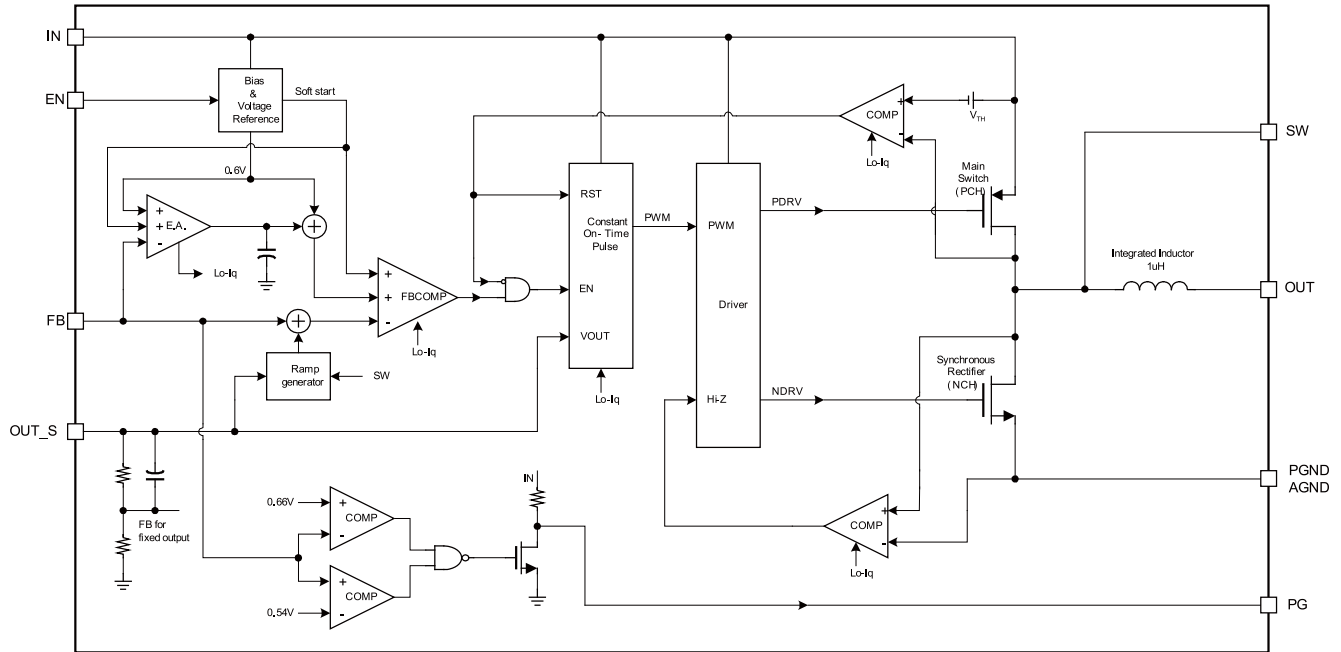 IN
EN
Bias
&
Voltage
Reference
Soft start
0.6V
+
+ E.A.
-
Lo-Iq
+
+
+ FBCOMP
-
Lo-Iq
FB
+
Ramp
generator
SW
OUT_S
FB for
fixed output
RST
Constant
On-Time
Pulse
EN
VOUT
Lo-Iq
PWM
PWM
Driver
Hi-Z
PDRV
NDRV
+
COMP
-
Lo-Iq
VTH
Main
Switch
(PCH)
SW
Integrated Inductor
1uH
OUT
Synchronous
Rectifier
(NCH)
PGND
AGND
+
COMP
-
Lo-Iq
0.66V
+
COMP
-
+
COMP
-
0.54V
IN
PG